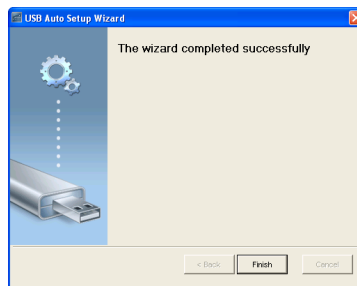 USB Auto Setup Wizard
The wizard completed successfully
< Back
Finish
Cancel